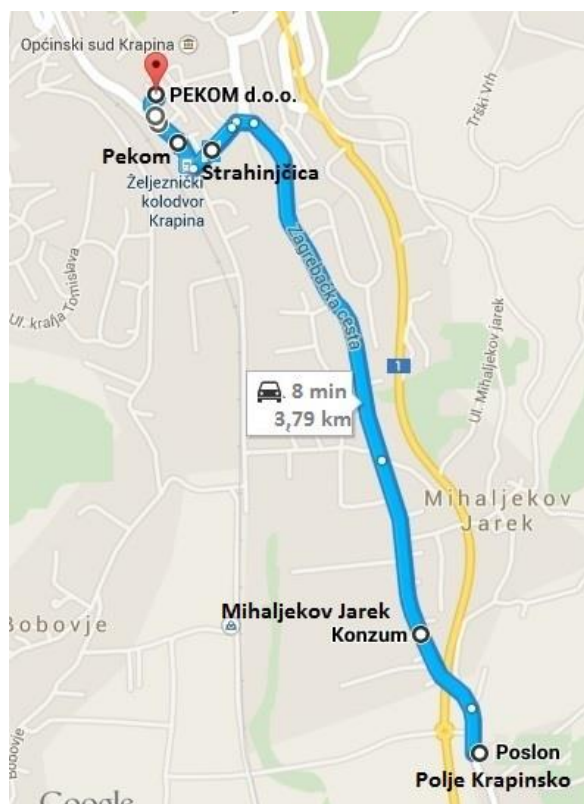 Općinski sud Krapina
PEKOM d.o.o.
Trški Vrh
Pekom
Strahinjčica
Željeznički
kolodvor
Krapina
Ul. kralja Tomislava
Zagrebačka cesta
1
Ul. Mihaljekov jarek
8 min
3,79 km
Mihaljekov
Jarek
Mihaljekov Jarek
Konzum
Bobovje
Poslon
Polje Krapinsko
Bobovje
Google